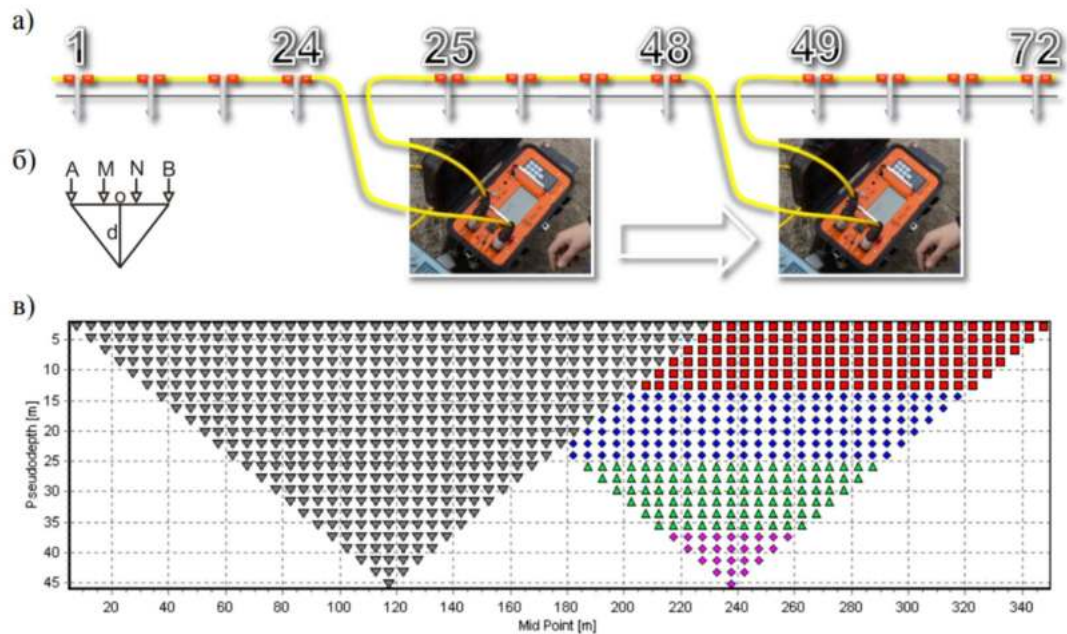 а)
1 24 25 48 49 72
б)
A M N B
o
d
в)
5
10
15
20
25
30
35
40
45
Pseudodepth [m]
20 40 60 80 100 120 140 160 180 200 220 240 260 280 300 320 340
Mid Point [m]